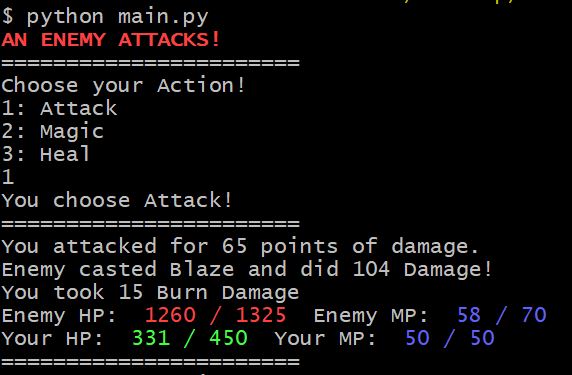 $ python main.py
AN ENEMY ATTACKS!
=======================
Choose your Action!
1: Attack
2: Magic
3: Heal
1
You choose Attack!
=======================
You attacked for 65 points of damage.
Enemy casted Blaze and did 104 Damage!
You took 15 Burn Damage
Enemy HP:  1260 / 1325  Enemy MP:  58 / 70
Your HP:  331 / 450  Your MP:  50 / 50
=======================